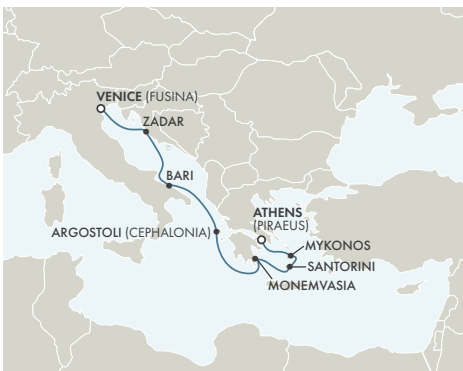 VENICE (FUSINA)
ZADAR
BARI
ATHENS
(PIRAEUS)
ARGOSTOLI (CEPHALONIA)
MYKONOS
SANTORINI
MONEMVASIA